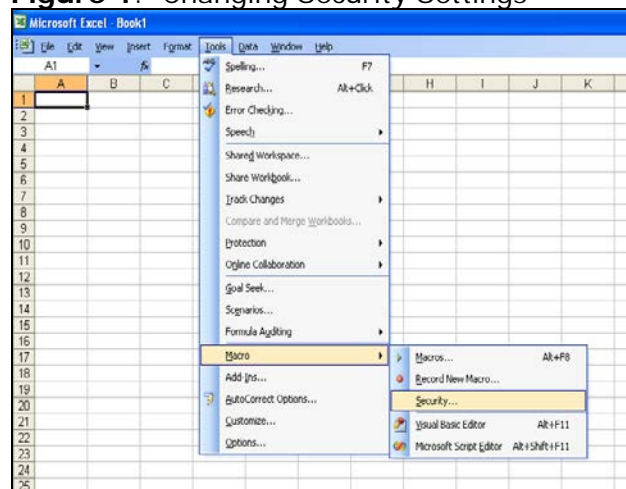 Figure 1. Changing Security Settings
Microsoft Excel - Book1
File Edit View Insert Format Tools Data Window Help
A1 fx
A B C H I J K
1
2
3
4
5
6
7
8
9
10
11
12
13
14
15
16
17
18
19
20
21
22
23
24
25
Spelling... F7
Research... Alt+Click
Error Checking...
Speech
Shared Workspace...
Share Workbook...
Track Changes
Compare and Merge Workbooks...
Protection
Online Collaboration
Goal Seek...
Scenarios...
Formula Auditing
Macro
Add-Ins...
AutoCorrect Options...
Customize...
Options...
Macros... Alt+F8
Record New Macro...
Security...
Visual Basic Editor Alt+F11
Microsoft Script Editor Alt+Shift+F11